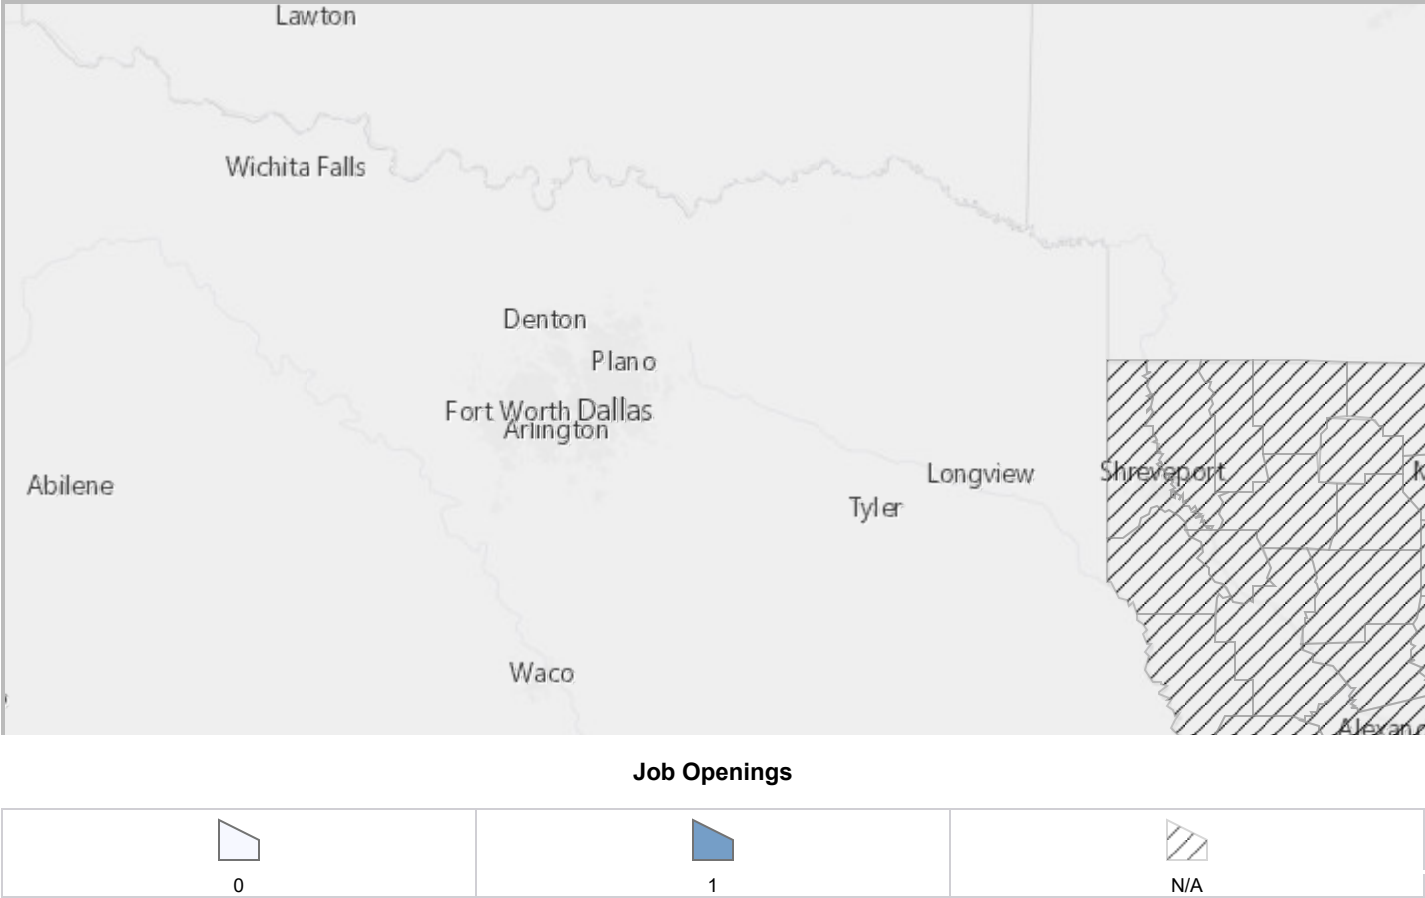 Lawton
Wichita Falls
Denton
Plano
Fort Worth Dallas
Arlington
Longview
Shreveport
Abilene
Tyler
Waco
Job Openings
0 1 N/A